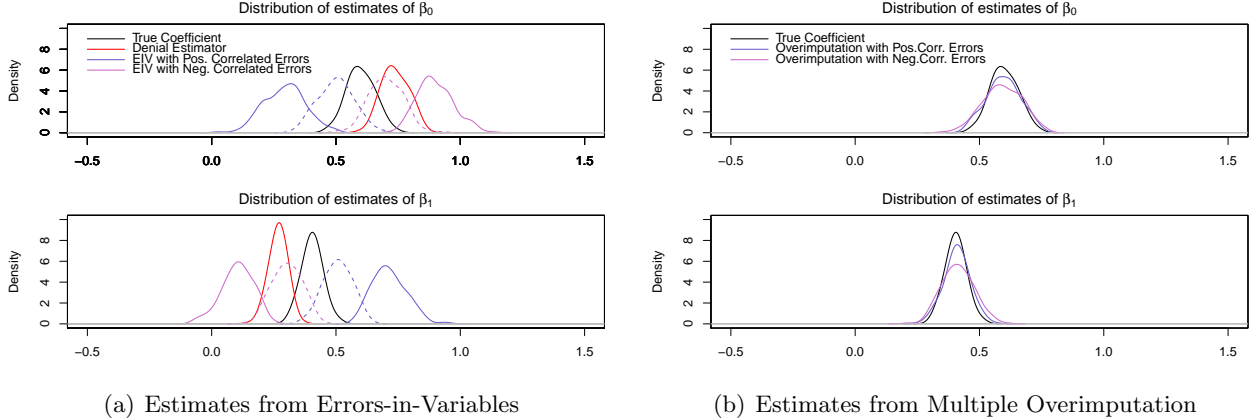 Distribution of estimates of β0
Density
0 2 4 6 8
True Coefficient
Denial Estimator
EIV with Pos. Correlated Errors
EIV with Neg. Correlated Errors
−0.5 0.0 0.5 1.0 1.5
Distribution of estimates of β1
Density
0 2 4 6 8
−0.5 0.0 0.5 1.0 1.5
(a) Estimates from Errors-in-Variables
Distribution of estimates of β0
Density
0 2 4 6 8
True Coefficient
Overimputation with Pos.Corr. Errors
Overimputation with Neg.Corr. Errors
−0.5 0.0 0.5 1.0 1.5
Distribution of estimates of β1
Density
0 2 4 6 8
−0.5 0.0 0.5 1.0 1.5
(b) Estimates from Multiple Overimputation